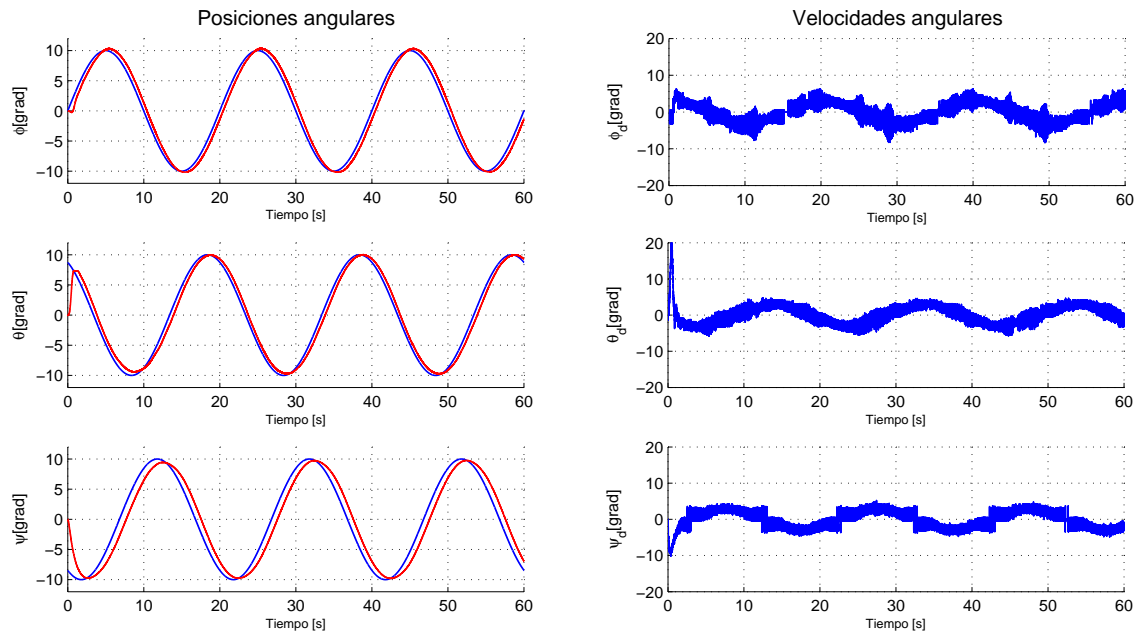 Posiciones angulares
10
5
0
−5
−10
ϕ[grad]
0 10 20 30 40 50 60
Tiempo [s]
Velocidades angulares
20
10
0
−10
−20
ϕd[grad]
0 10 20 30 40 50 60
Tiempo [s]
10
5
0
−5
−10
θ[grad]
0 10 20 30 40 50 60
Tiempo [s]
20
10
0
−10
−20
θd[grad]
0 10 20 30 40 50 60
Tiempo [s]
10
5
0
−5
−10
ψ[grad]
0 10 20 30 40 50 60
Tiempo [s]
20
10
0
−10
−20
ψd[grad]
0 10 20 30 40 50 60
Tiempo [s]